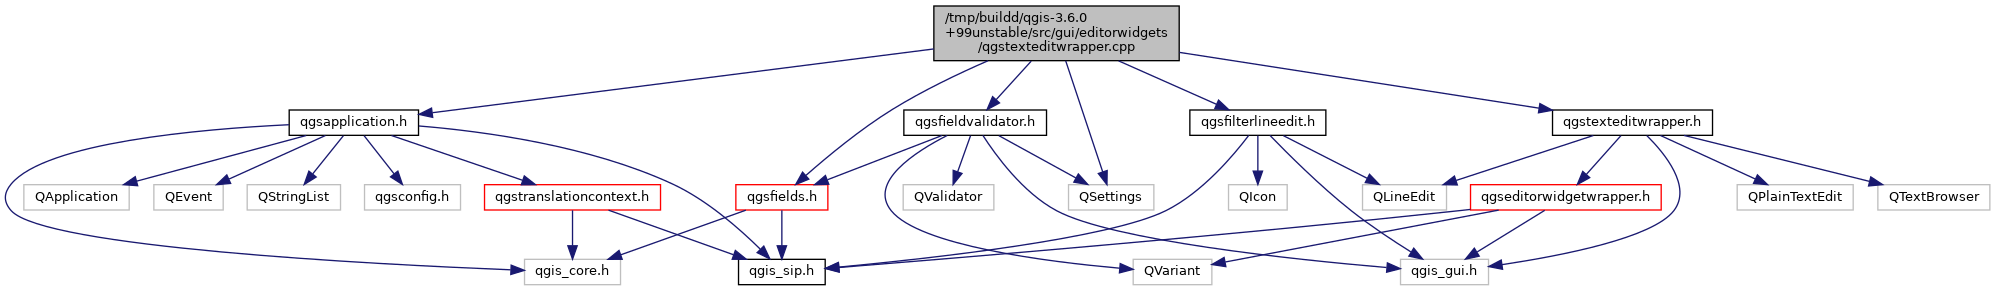 /tmp/buildd/qgis-3.6.0
+99unstable/src/gui/editorwidgets
/qgstexteditwrapper.cpp
qgsapplication.h
qgsfieldvalidator.h
qgsfilterlineedit.h
qgstexteditwrapper.h
QApplication
QEvent
QStringList
qgsconfig.h
qgstranslationcontext.h
qgsfields.h
QValidator
QSettings
QIcon
QLineEdit
qgseditorwidgetwrapper.h
QPlainTextEdit
QTextBrowser
qgis_core.h
qgis_sip.h
QVariant
qgis_gui.h